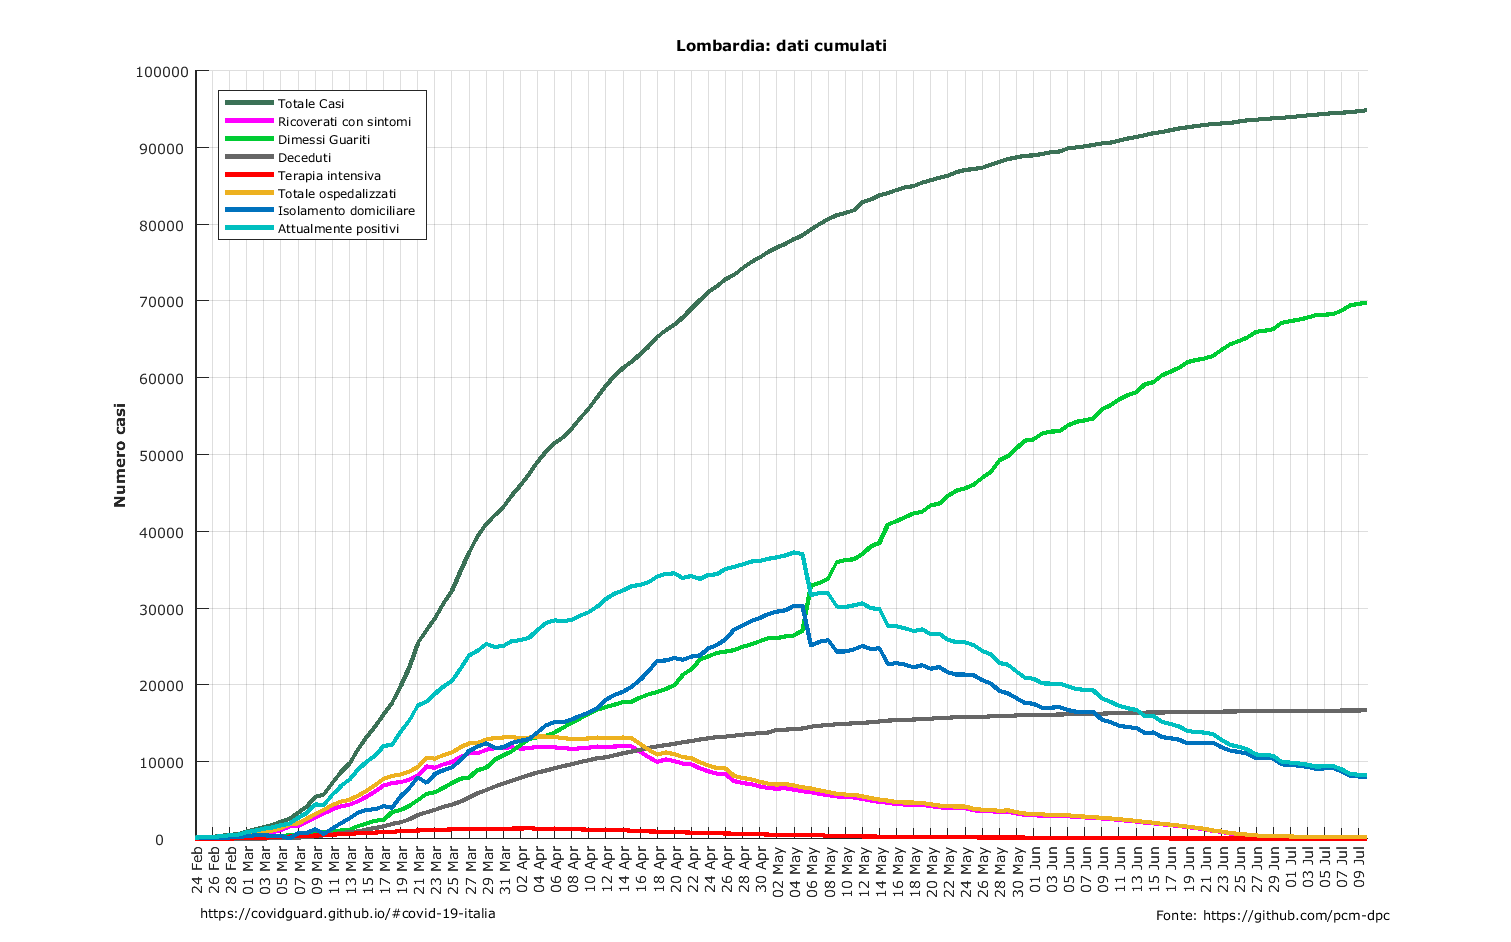 Lombardia: dati cumulati
Numero casi
100000
90000
80000
70000
60000
50000
40000
30000
20000
10000
0
Totale Casi
Ricoverati con sintomi
Dimessi Guariti
Deceduti
Terapia intensiva
Totale ospedalizzati
Isolamento domiciliare
Attualmente positivi
24 Feb
26 Feb
28 Feb
01 Mar
03 Mar
05 Mar
07 Mar
09 Mar
11 Mar
13 Mar
15 Mar
17 Mar
19 Mar
21 Mar
23 Mar
25 Mar
27 Mar
29 Mar
31 Mar
02 Apr
04 Apr
06 Apr
08 Apr
10 Apr
12 Apr
14 Apr
16 Apr
18 Apr
20 Apr
22 Apr
24 Apr
26 Apr
28 Apr
30 Apr
02 May
04 May
06 May
08 May
10 May
12 May
14 May
16 May
18 May
20 May
22 May
24 May
26 May
28 May
30 May
01 Jun
03 Jun
05 Jun
07 Jun
09 Jun
11 Jun
13 Jun
15 Jun
17 Jun
19 Jun
21 Jun
23 Jun
25 Jun
27 Jun
29 Jun
01 Jul
03 Jul
05 Jul
07 Jul
09 Jul
https://covidguard.github.io/#covid-19-italia
Fonte: https://github.com/pcm-dpc